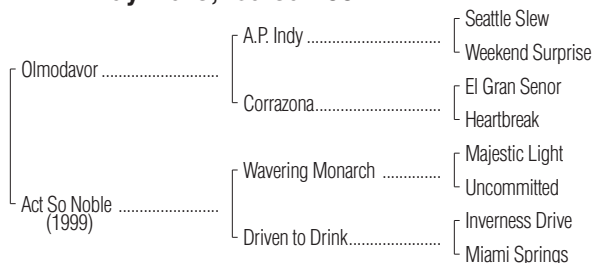 Seattle Slew
A.P. Indy ..............................
Weekend Surprise
Olmodavor ..........................
El Gran Senor
Corrazona............................
Heartbreak
Majestic Light
Wavering Monarch .............
Uncommitted
Act So Noble ......................
(1999)
Inverness Drive
Driven to Drink.....................
Miami Springs